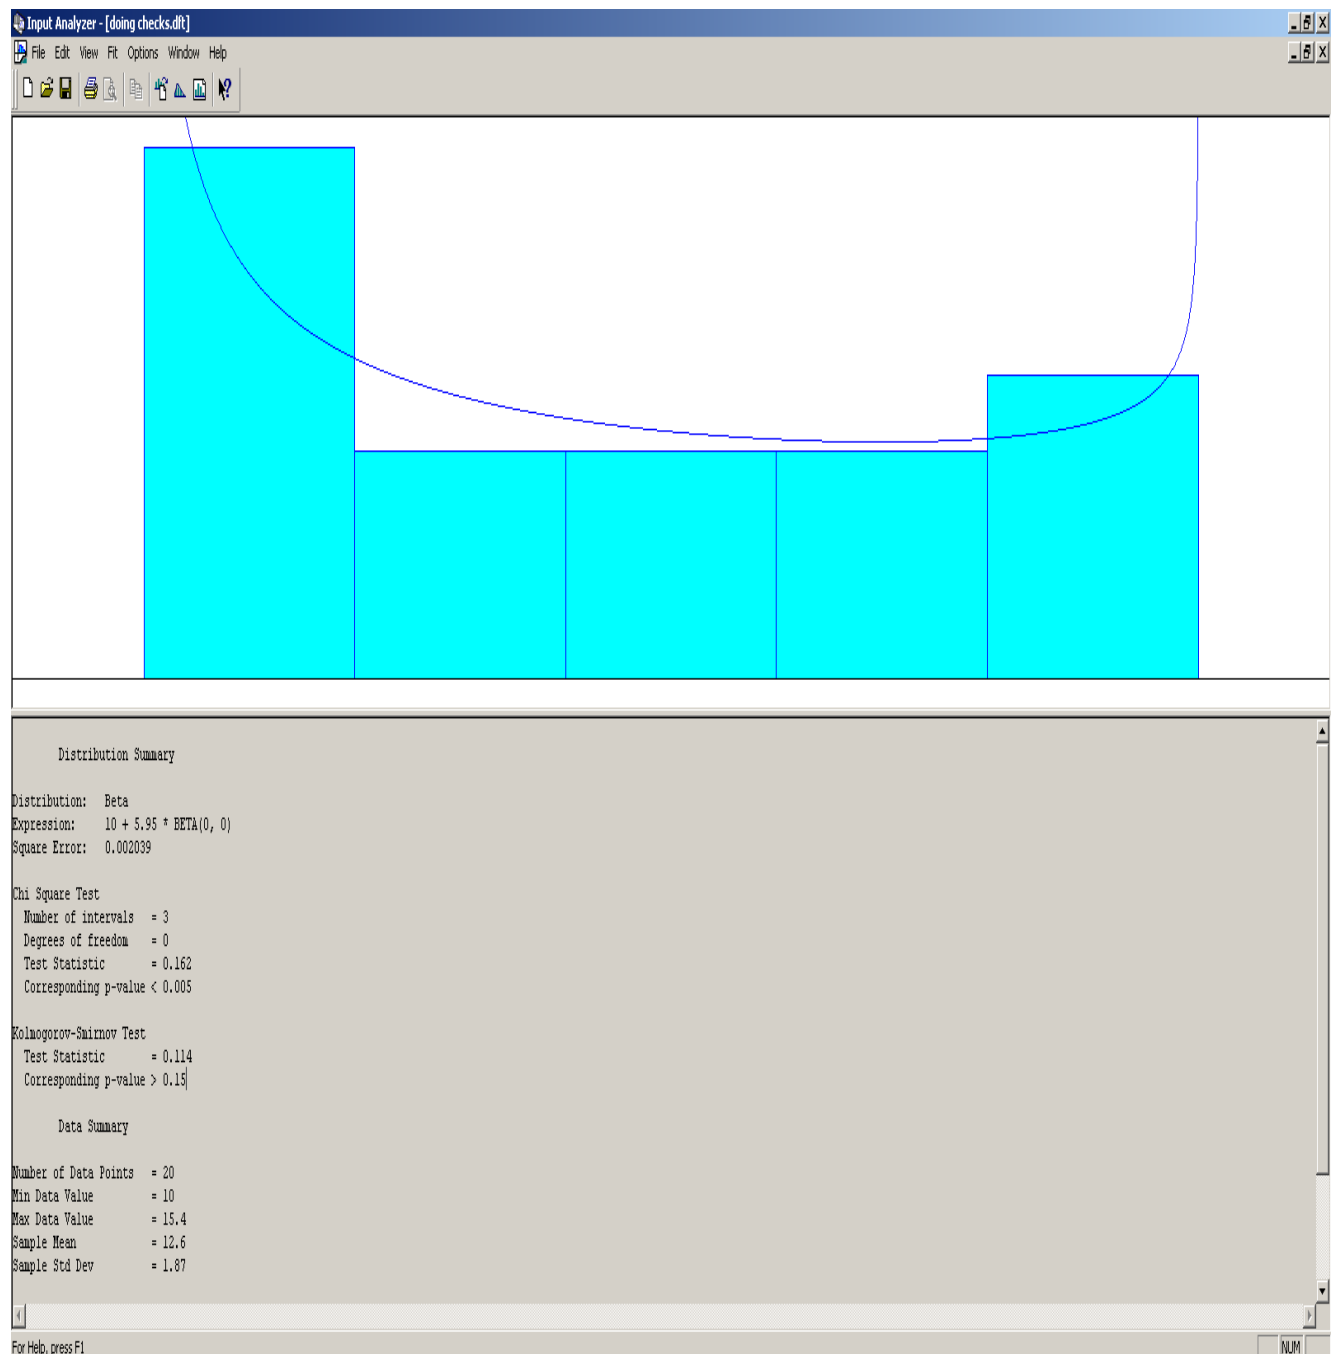 Input Analyzer - [doing checks.dft]
File Edit View Fit Options Window Help
Distribution Summary
Distribution: Beta
Expression: 10 + 5.95 * BETA(0, 0)
Square Error: 0.002039
Chi Square Test
Number of intervals = 3
Degrees of freedom = 0
Test Statistic = 0.162
Corresponding p-value < 0.005
Kolmogorov-Smirnov Test
Test Statistic = 0.114
Corresponding p-value > 0.15
Data Summary
Number of Data Points = 20
Min Data Value = 10
Max Data Value = 15.4
Sample Mean = 12.6
Sample Std Dev = 1.87
For Help, press F1
NUM